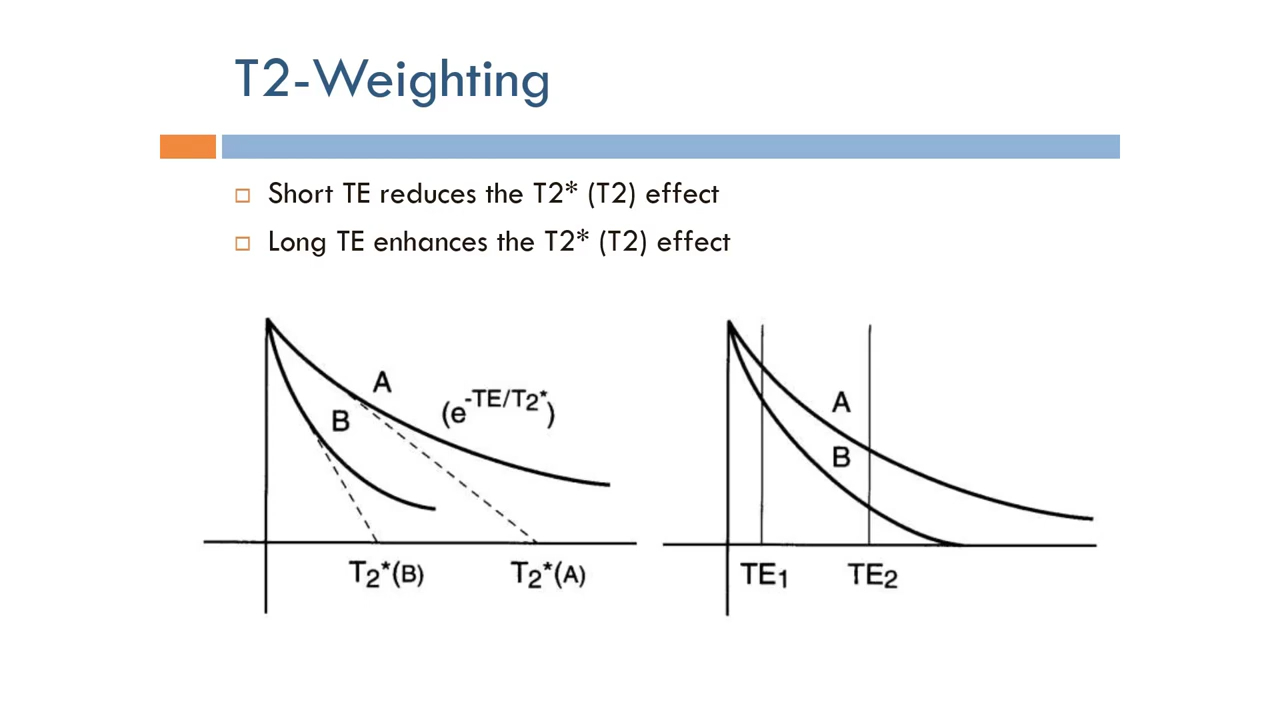 T2-Weighting
Short TE reduces the T2* (T2) effect
Long TE enhances the T2* (T2) effect
A
B
(e^-TE/T₂*)
T₂*(B)
T₂*(A)
A
B
TE₁
TE₂